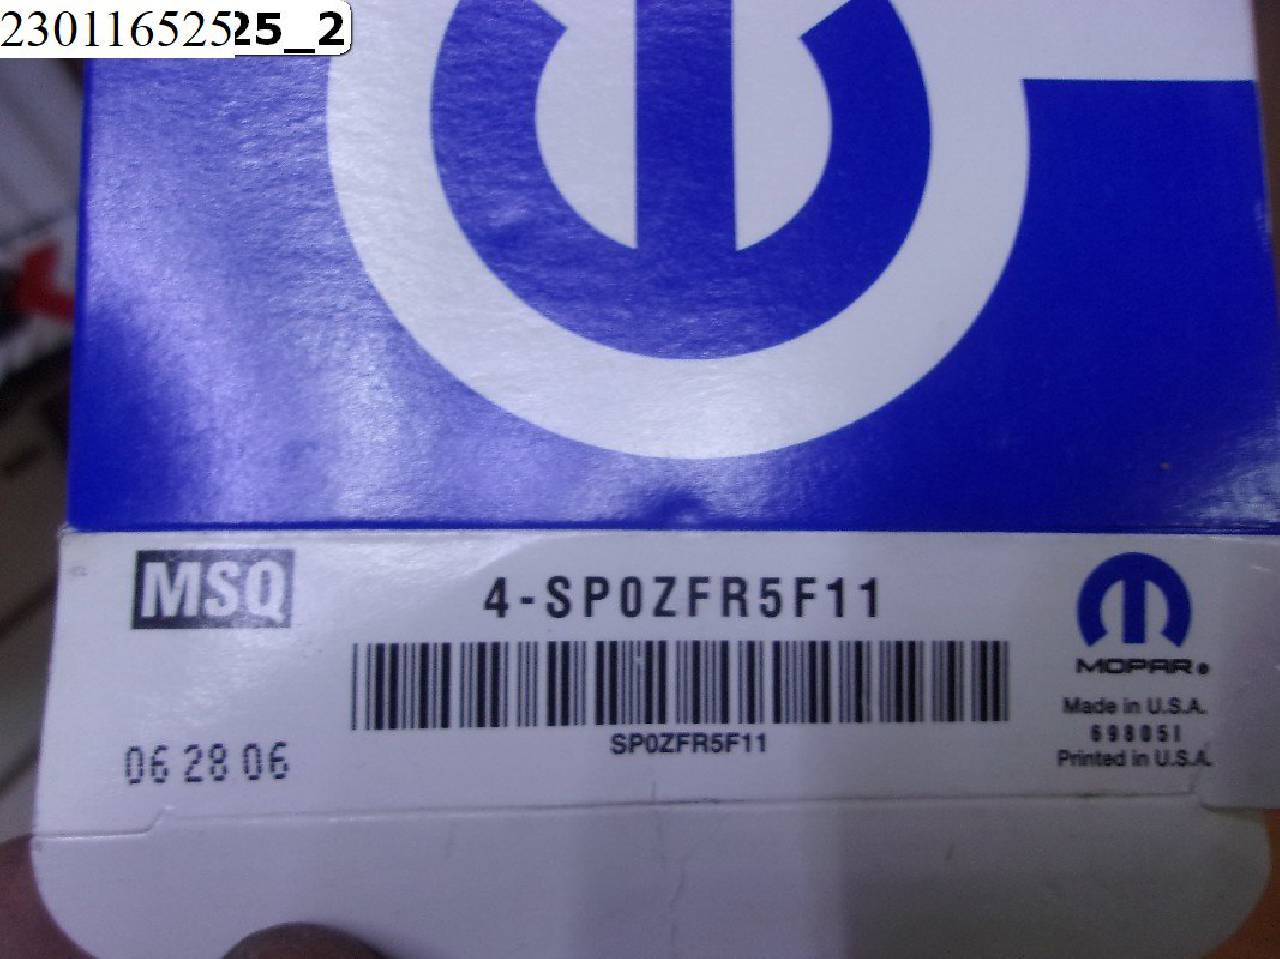 23011652525_2
MSQ
4-SP0ZFR5F11
SP0ZFR5F11
06 28 06
MOPAR
Made in U.S.A.
698051
Printed in U.S.A.